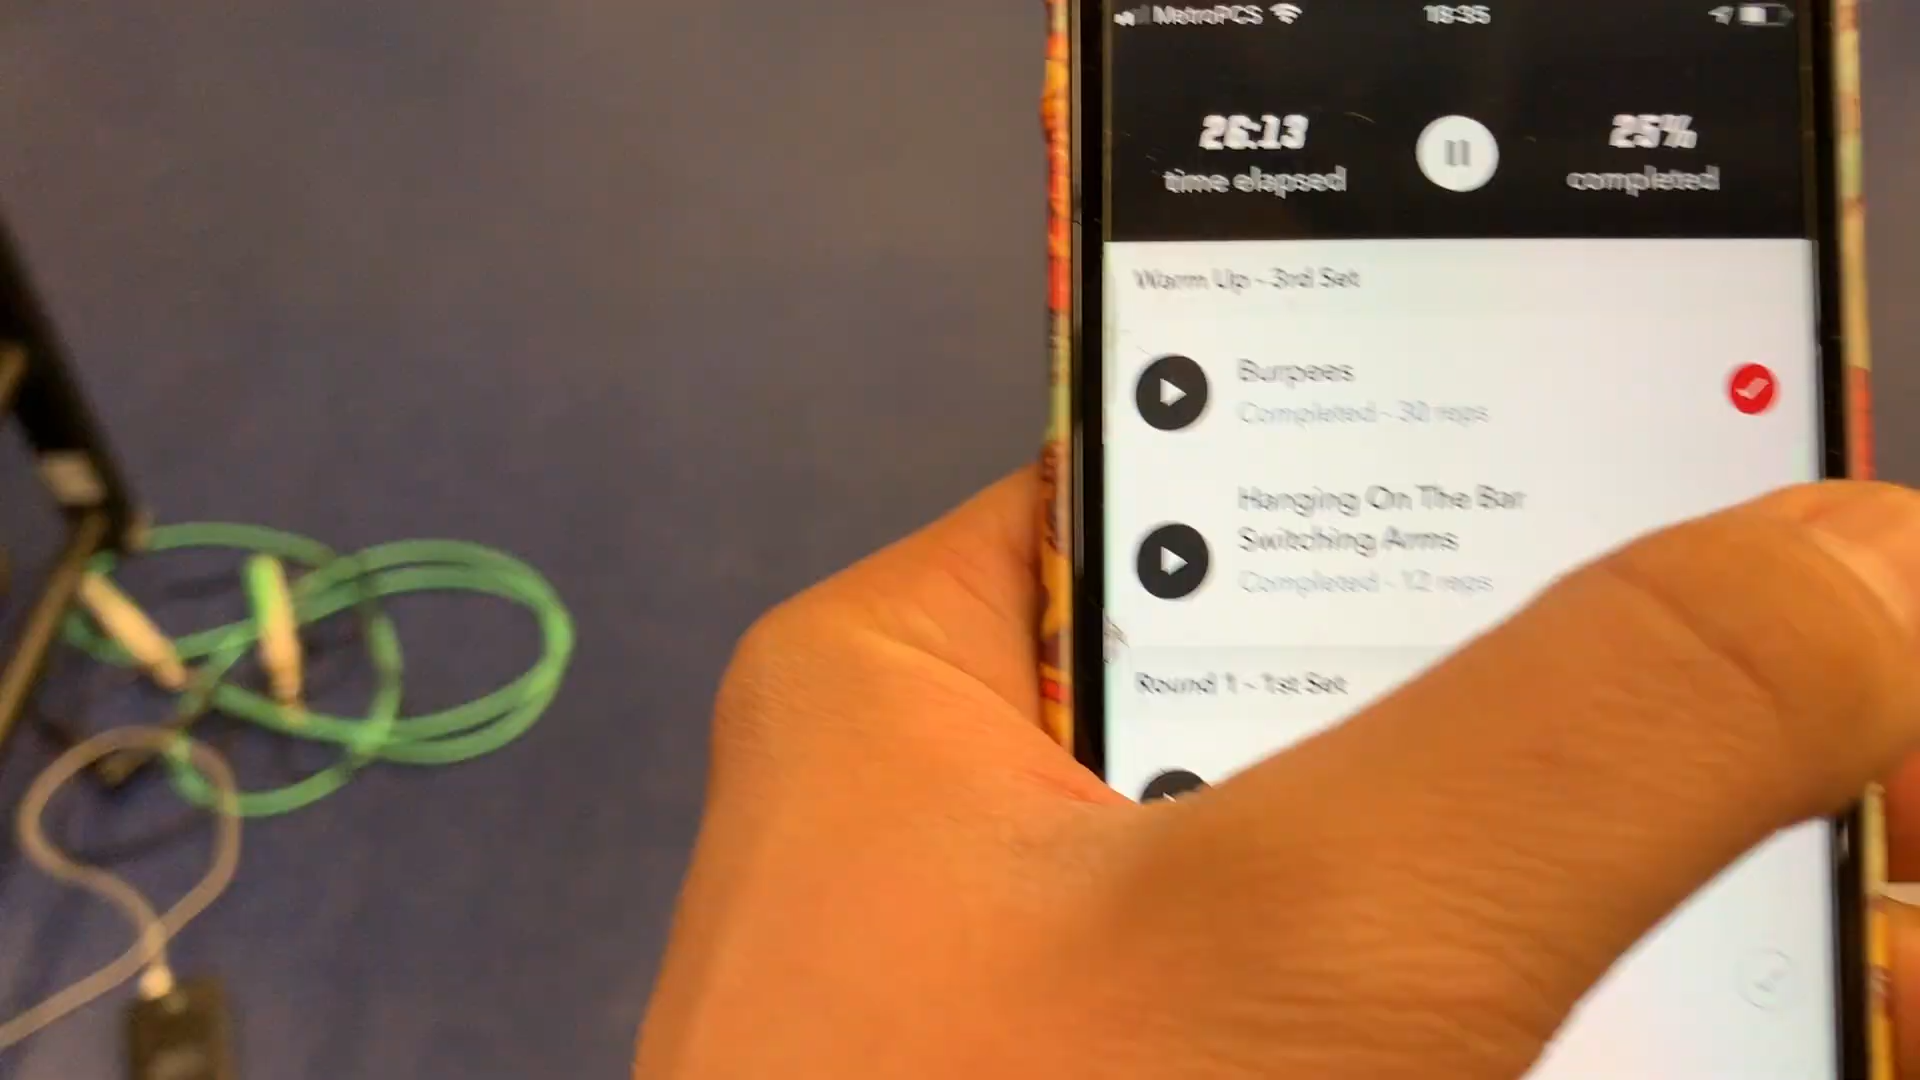 MetroPCS
18:35
26:13
25%
time elapsed
completed
Warm Up - 3rd Set
Burpees
Completed - 30 reps
Hanging On The Bar
Switching Arms
Completed - 12 reps
Round 1 - 1st Set